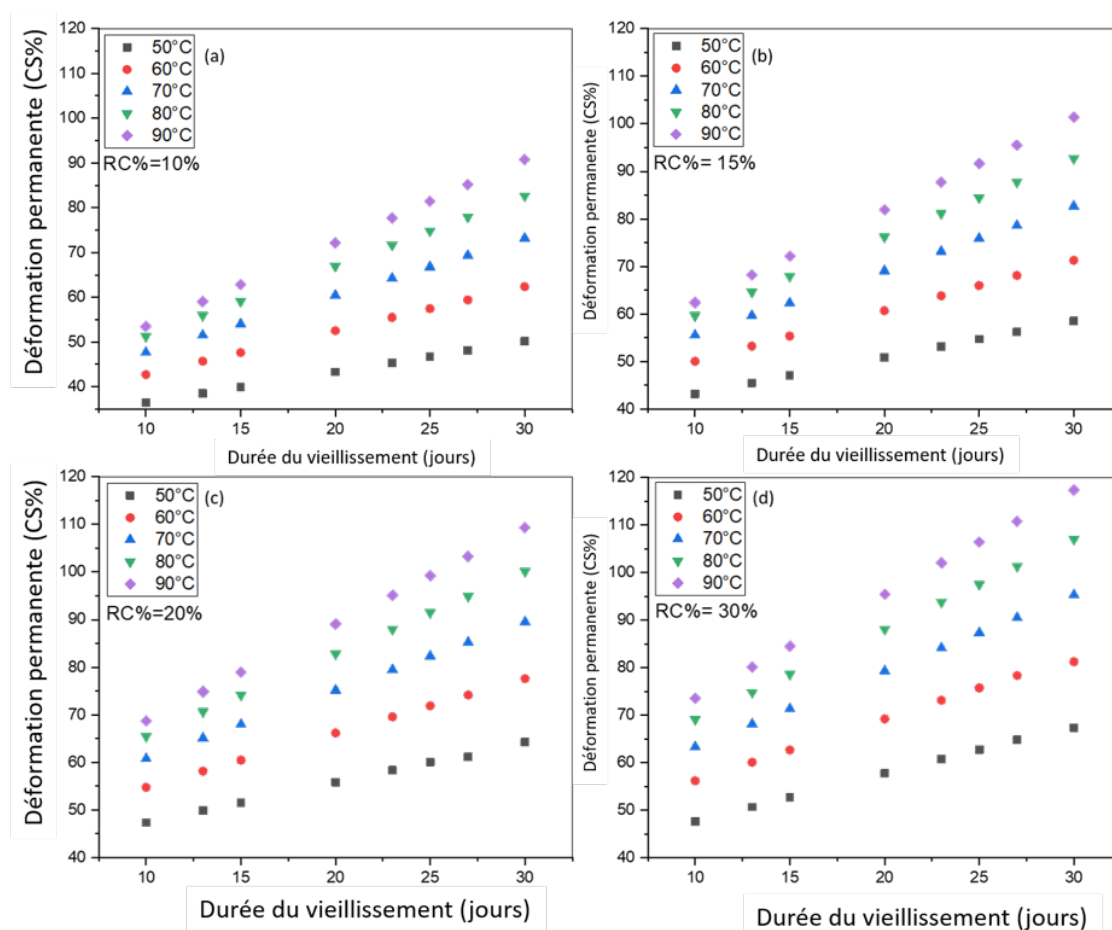 Déformation permanente (CS%)
120
110
100
90
80
70
60
50
40
50°C
60°C
70°C
80°C
90°C
(a)
RC%=10%
10
15
20
25
30
Durée du vieillissement (jours)
Déformation permanente (CS%)
120
110
100
90
80
70
60
50
40
50°C
60°C
70°C
80°C
90°C
(b)
RC%= 15%
10
15
20
25
30
Durée du vieillissement (jours)
Déformation permanente (CS%)
120
110
100
90
80
70
60
50
40
50°C
60°C
70°C
80°C
90°C
(c)
RC%=20%
10
15
20
25
30
Durée du vieillissement (jours)
Déformation permanente (CS%)
120
110
100
90
80
70
60
50
40
50°C
60°C
70°C
80°C
90°C
(d)
RC%= 30%
10
15
20
25
30
Durée du vieillissement (jours)